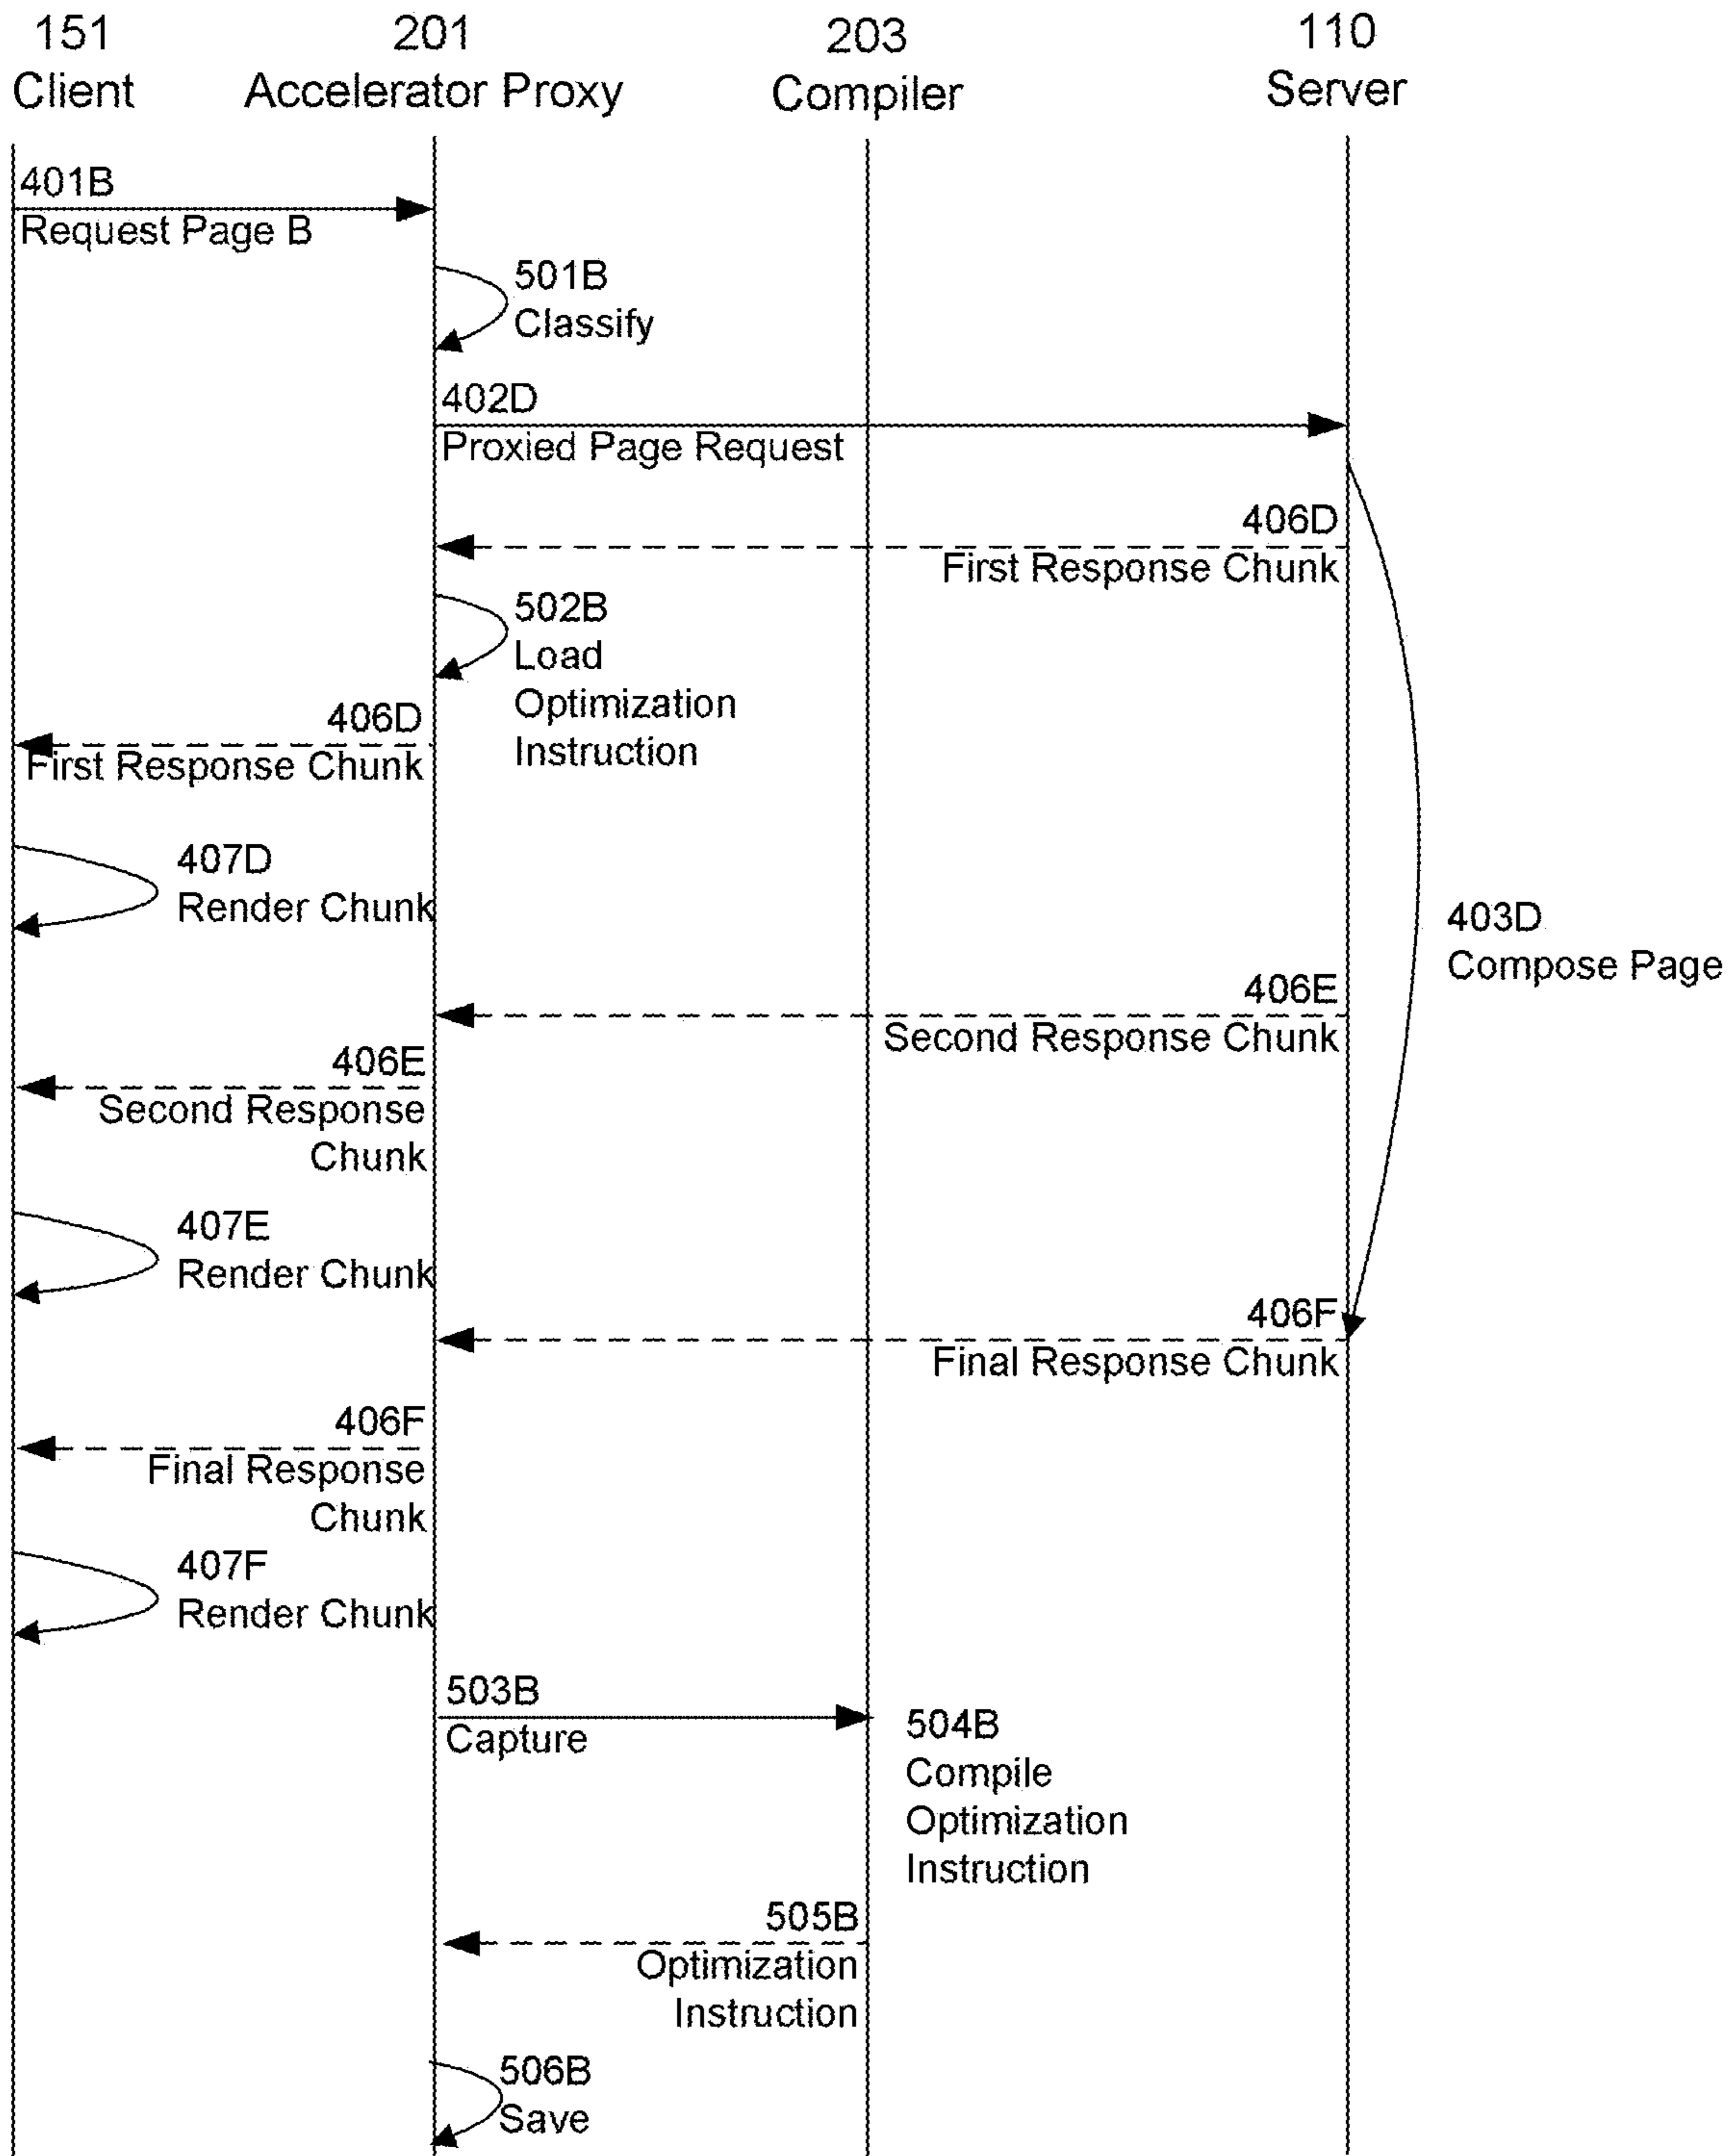 151
Client
201
Accelerator Proxy
203
Compiler
110
Server
401B
Request Page B
501B
Classify
402D
Proxied Page Request
406D
First Response Chunk
502B
Load
Optimization
Instruction
406D
First Response Chunk
407D
Render Chunk
403D
Compose Page
406E
Second Response Chunk
406E
Second Response
Chunk
407E
Render Chunk
406F
Final Response Chunk
406F
Final Response
Chunk
407F
Render Chunk
503B
Capture
504B
Compile
Optimization
Instruction
505B
Optimization
Instruction
506B
Save